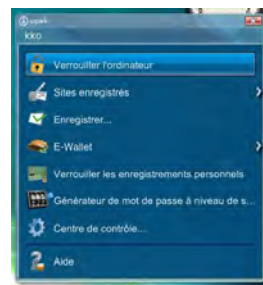 upek
kko
Verrouiller l'ordinateur
Sites enregistrés
Enregistrer...
E-Wallet
Verrouiller les enregistrements personnels
Générateur de mot de passe à niveau de s...
Centre de contrôle...
Aide